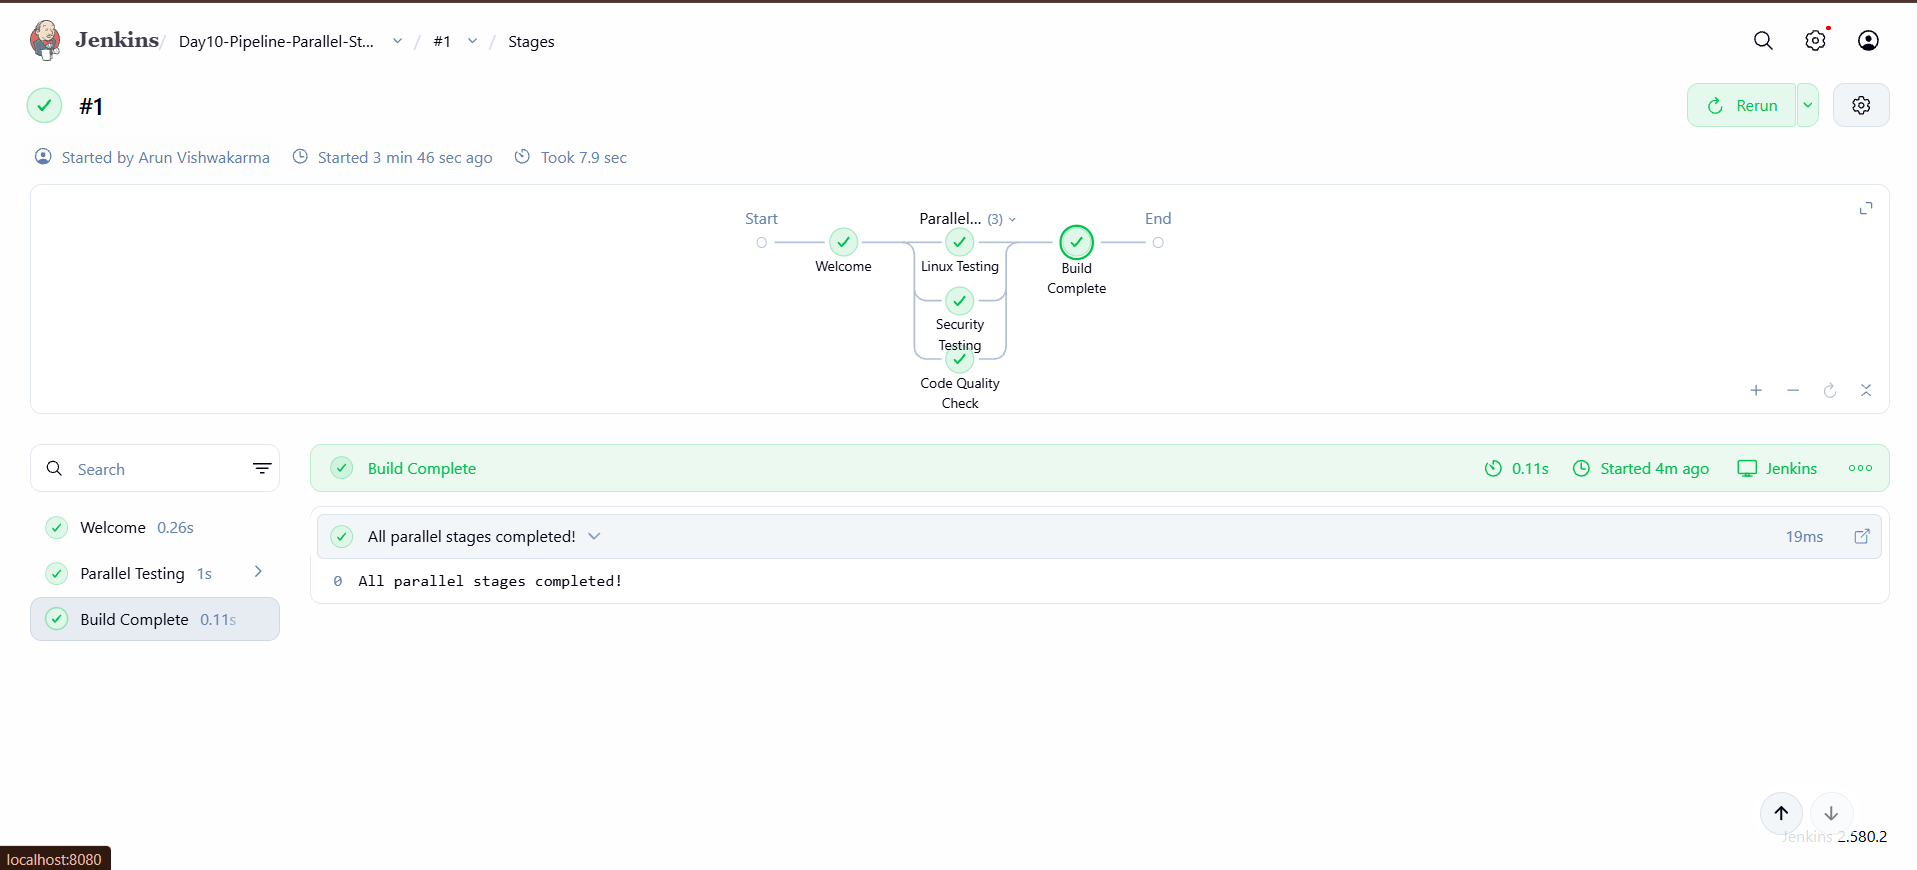 Jenkins / Day10-Pipeline-Parallel-St... / #1 / Stages
#1
Rerun
Started by Arun Vishwakarma Started 3 min 46 sec ago Took 7.9 sec
Start Parallel... (3) End
Welcome Linux Testing Build
Complete
Security
Testing
Code Quality
Check
Search
Build Complete 0.11s Started 4m ago Jenkins
Welcome 0.26s
All parallel stages completed! 19ms
Parallel Testing 1s
0 All parallel stages completed!
Build Complete 0.11s
Jenkins 2.580.2
localhost:8080